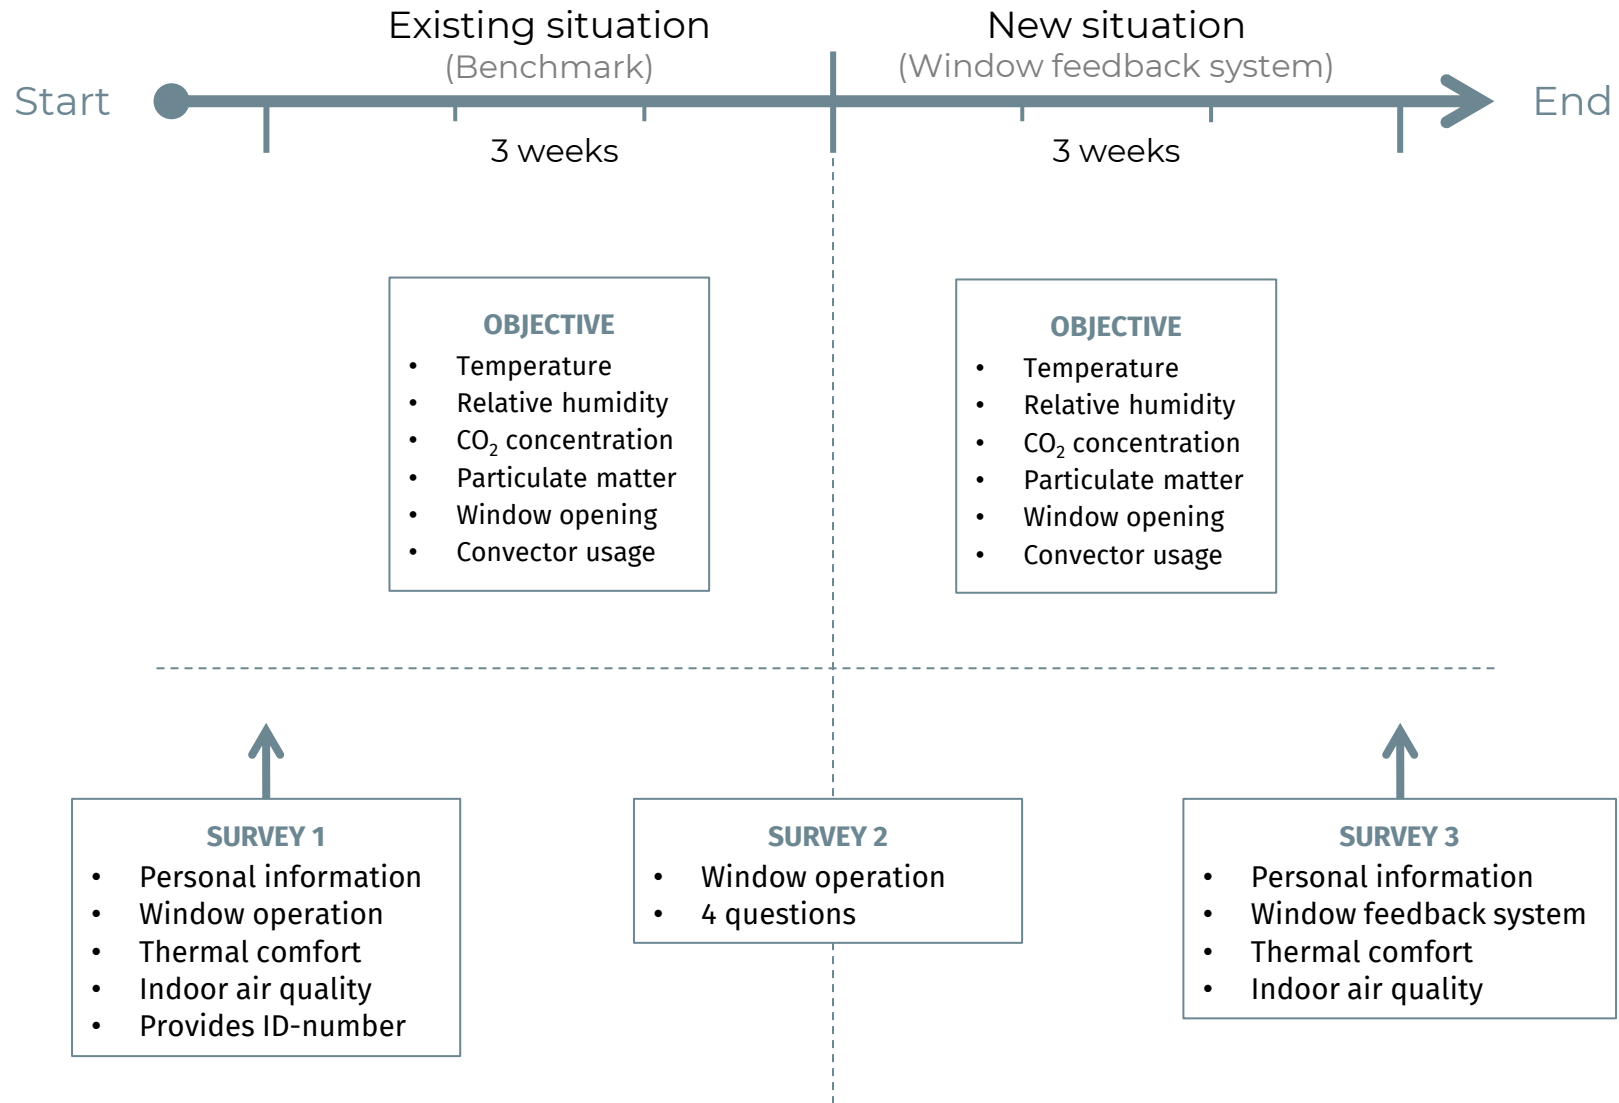 Existing situation
(Benchmark)
New situation
(Window feedback system)
Start
End
3 weeks
3 weeks
OBJECTIVE
• Temperature
• Relative humidity
• CO₂ concentration
• Particulate matter
• Window opening
• Convector usage
OBJECTIVE
• Temperature
• Relative humidity
• CO₂ concentration
• Particulate matter
• Window opening
• Convector usage
SURVEY 1
• Personal information
• Window operation
• Thermal comfort
• Indoor air quality
• Provides ID-number
SURVEY 2
• Window operation
• 4 questions
SURVEY 3
• Personal information
• Window feedback system
• Thermal comfort
• Indoor air quality